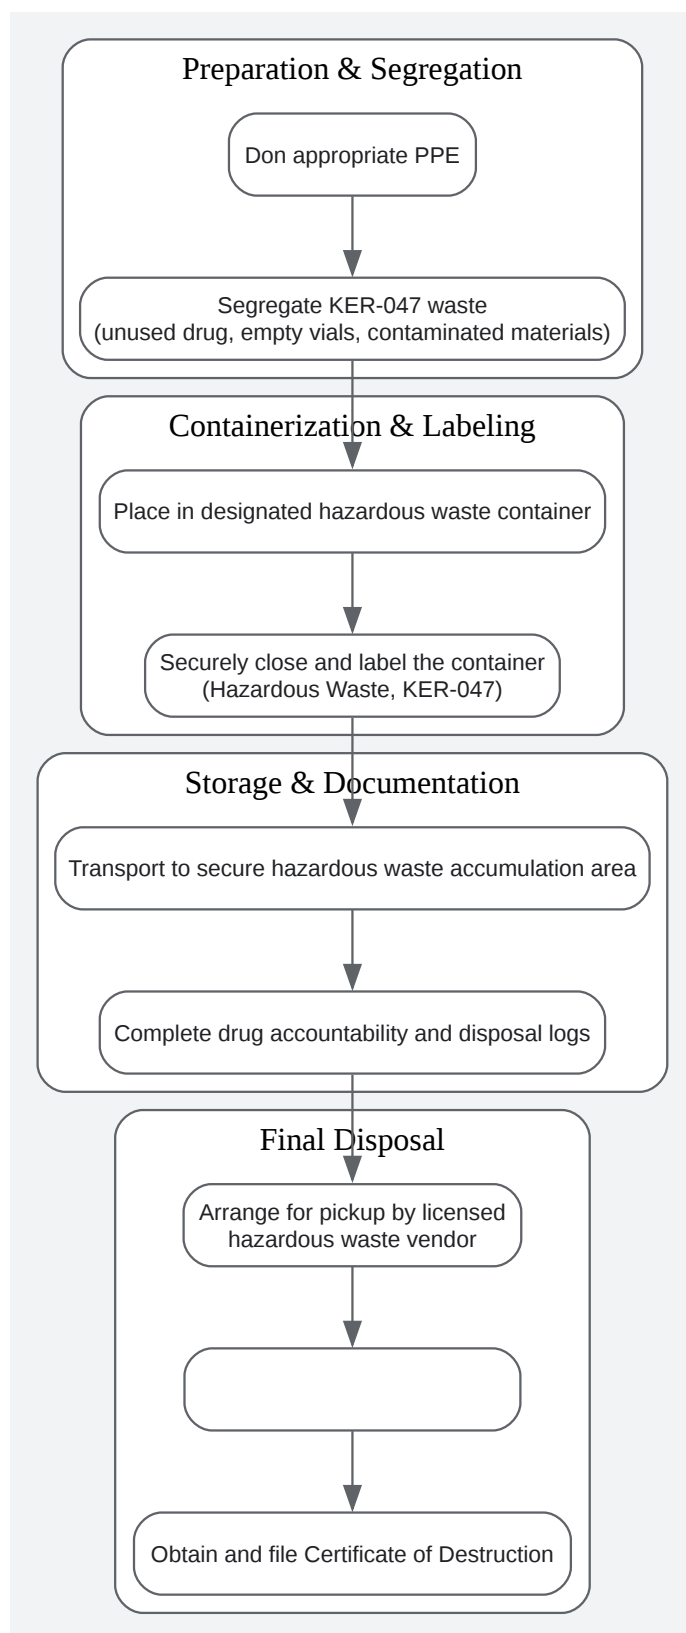 Preparation & Segregation
Don appropriate PPE
Segregate KER-047 waste
(unused drug, empty vials, contaminated materials)
Containerization & Labeling
Place in designated hazardous waste container
Securely close and label the container
(Hazardous Waste, KER-047)
Storage & Documentation
Transport to secure hazardous waste accumulation area
Complete drug accountability and disposal logs
Final Disposal
Arrange for pickup by licensed
hazardous waste vendor
Obtain and file Certificate of Destruction